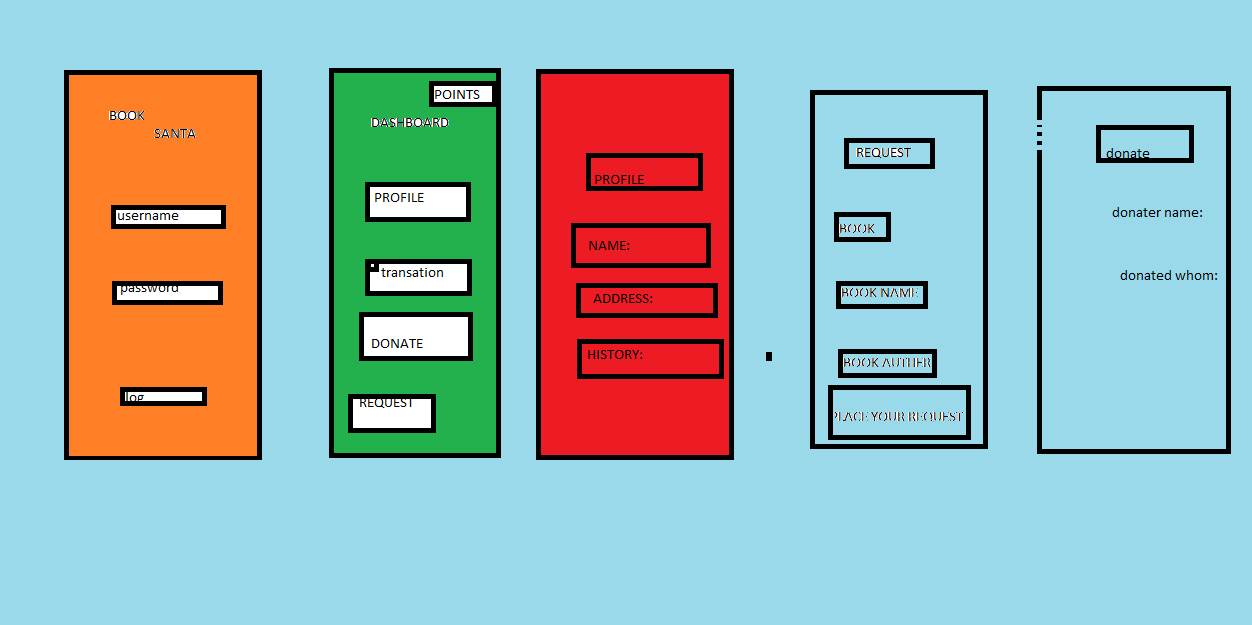 BOOK
SANTA
username
password
log
POINTS
DASHBOARD
PROFILE
transation
DONATE
REQUEST
PROFILE
NAME:
ADDRESS:
HISTORY:
REQUEST
BOOK
BOOK NAME
BOOK AUTHER
PLACE YOUR REQUEST
donate
donater name:
donated whom: